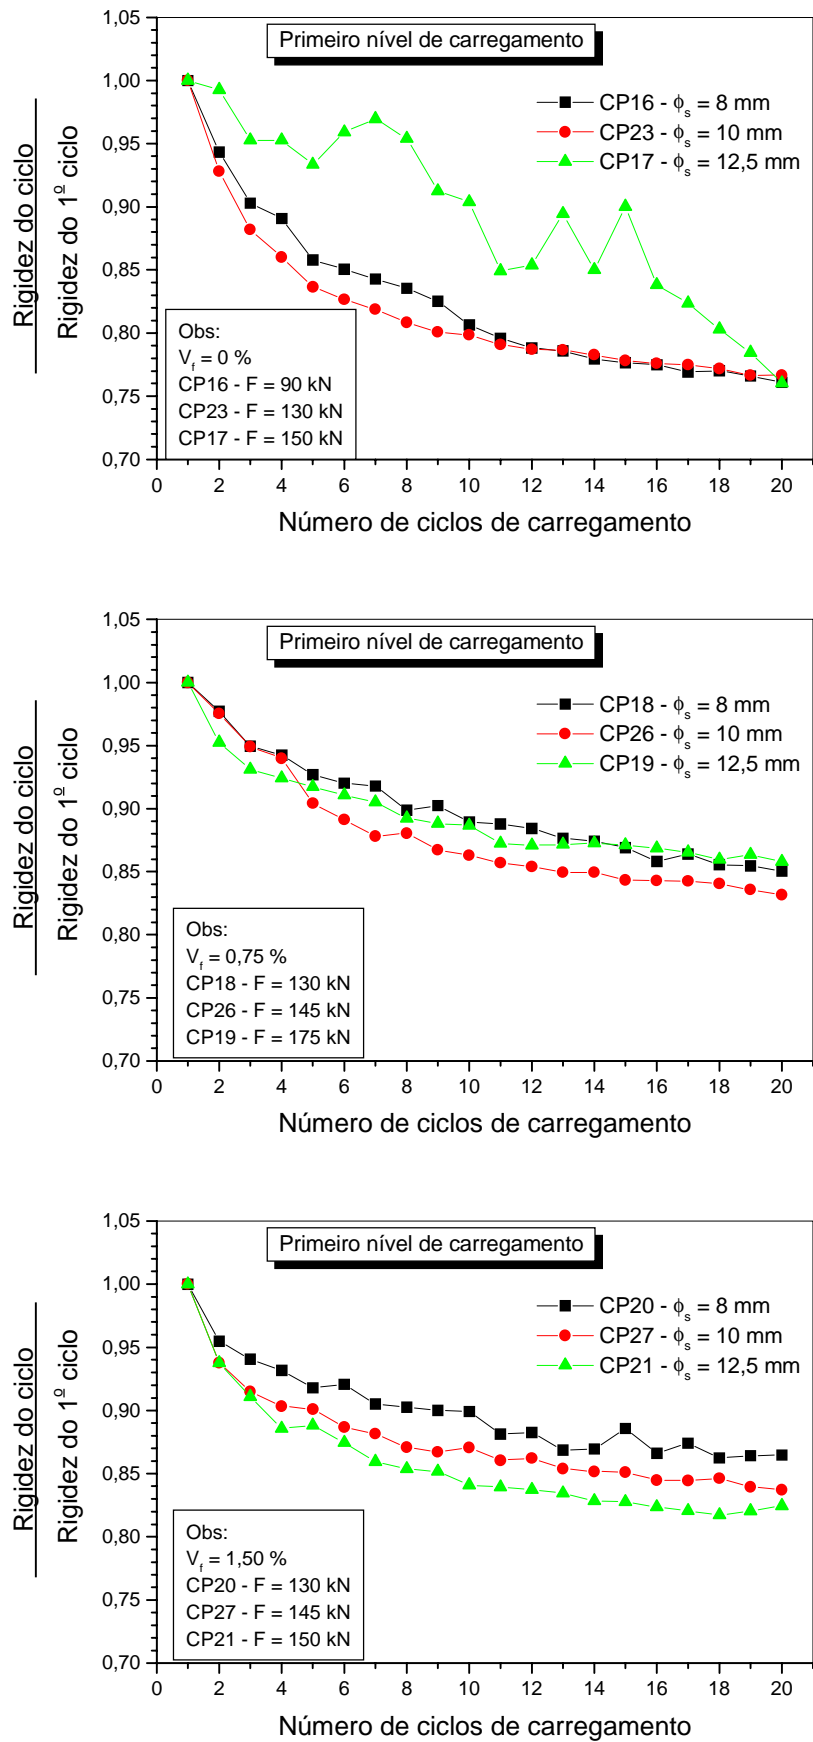 Primeiro nível de carregamento
CP16 - ϕs = 8 mm
CP23 - ϕs = 10 mm
CP17 - ϕs = 12,5 mm
1,05
1,00
0,95
0,90
0,85
0,80
0,75
0,70
Rigidez do ciclo
Rigidez do 1º ciclo
Obs:
Vf = 0 %
CP16 - F = 90 kN
CP23 - F = 130 kN
CP17 - F = 150 kN
0 2 4 6 8 10 12 14 16 18 20
Número de ciclos de carregamento
Primeiro nível de carregamento
CP18 - ϕs = 8 mm
CP26 - ϕs = 10 mm
CP19 - ϕs = 12,5 mm
1,05
1,00
0,95
0,90
0,85
0,80
0,75
0,70
Rigidez do ciclo
Rigidez do 1º ciclo
Obs:
Vf = 0,75 %
CP18 - F = 130 kN
CP26 - F = 145 kN
CP19 - F = 175 kN
0 2 4 6 8 10 12 14 16 18 20
Número de ciclos de carregamento
Primeiro nível de carregamento
CP20 - ϕs = 8 mm
CP27 - ϕs = 10 mm
CP21 - ϕs = 12,5 mm
1,05
1,00
0,95
0,90
0,85
0,80
0,75
0,70
Rigidez do ciclo
Rigidez do 1º ciclo
Obs:
Vf = 1,50 %
CP20 - F = 130 kN
CP27 - F = 145 kN
CP21 - F = 150 kN
0 2 4 6 8 10 12 14 16 18 20
Número de ciclos de carregamento